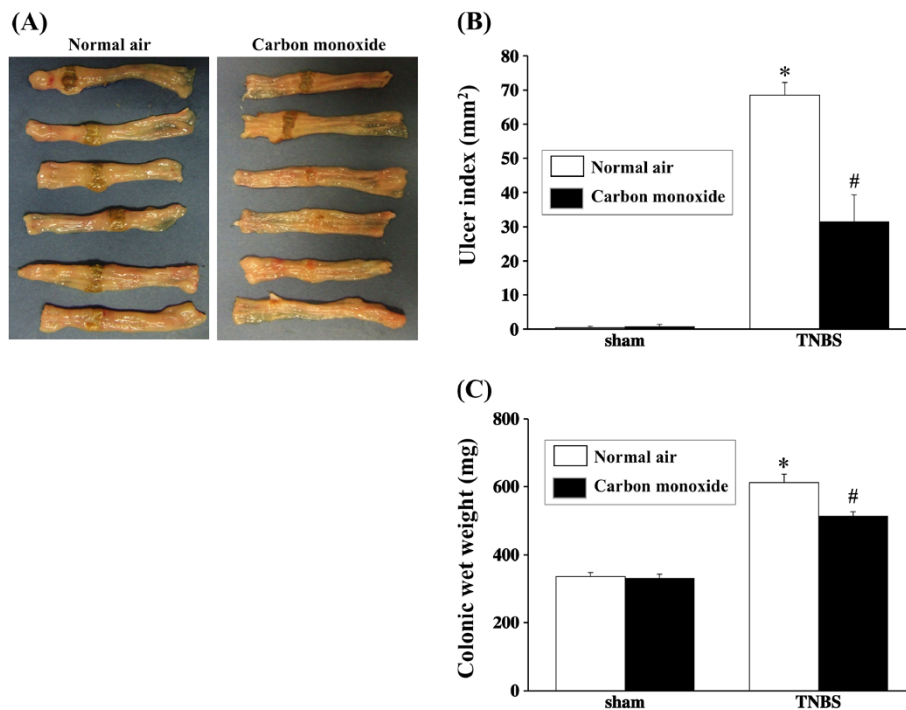 (A)
Normal air
Carbon monoxide
(B)
Ulcer index (mm²)
80
70
60
50
40
30
20
10
0
Normal air
Carbon monoxide
*
#
sham
TNBS
(C)
Colonic wet weight (mg)
800
600
400
200
0
Normal air
Carbon monoxide
*
#
sham
TNBS